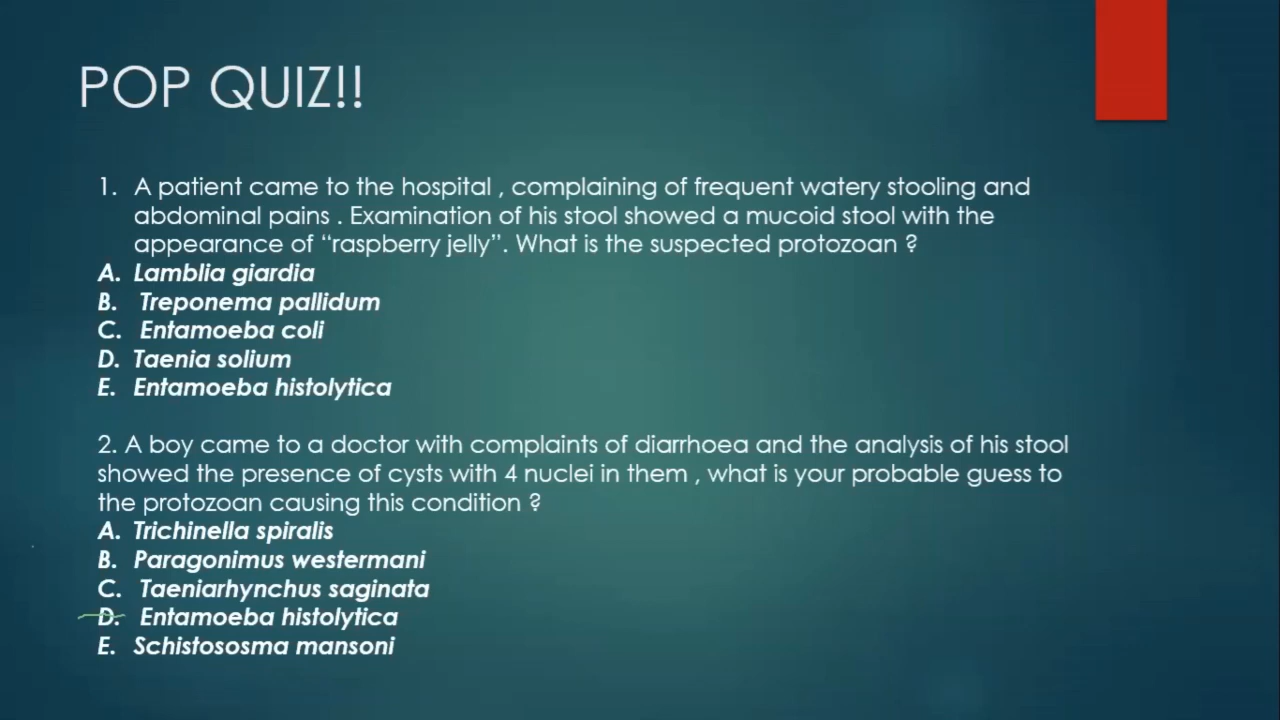 POP QUIZ!!
1. A patient came to the hospital , complaining of frequent watery stooling and
abdominal pains . Examination of his stool showed a mucoid stool with the
appearance of “raspberry jelly”. What is the suspected protozoan ?
A. Lamblia giardia
B. Treponema pallidum
C. Entamoeba coli
D. Taenia solium
E. Entamoeba histolytica
2. A boy came to a doctor with complaints of diarrhoea and the analysis of his stool
showed the presence of cysts with 4 nuclei in them , what is your probable guess to
the protozoan causing this condition ?
A. Trichinella spiralis
B. Paragonimus westermani
C. Taeniarhynchus saginata
D. Entamoeba histolytica
E. Schistososma mansoni